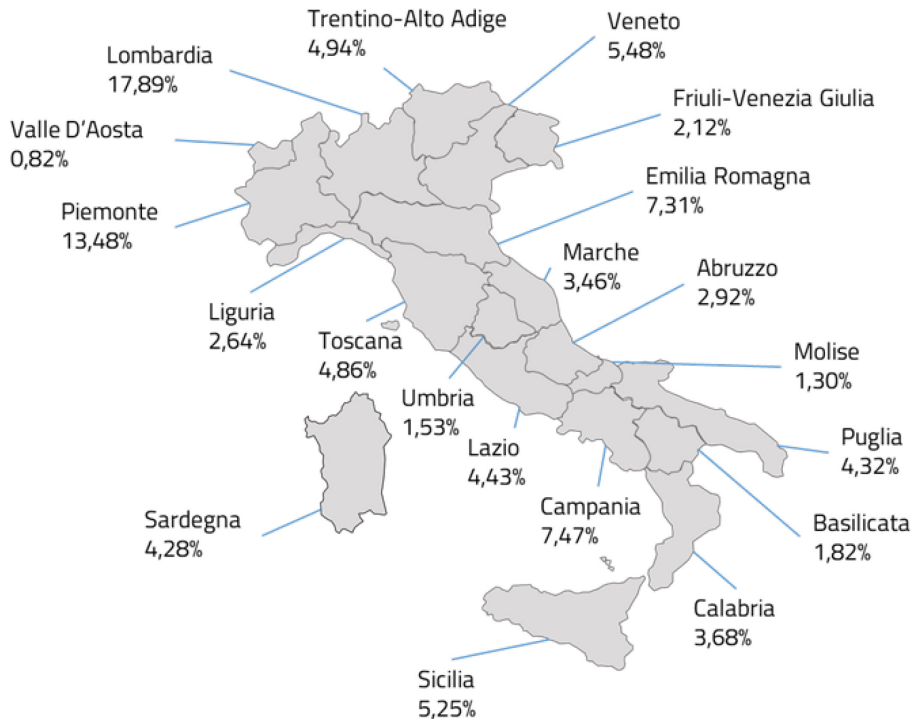 Trentino-Alto Adige
4,94%
Veneto
5,48%
Lombardia
17,89%
Friuli-Venezia Giulia
2,12%
Valle D'Aosta
0,82%
Emilia Romagna
7,31%
Piemonte
13,48%
Marche
3,46%
Abruzzo
2,92%
Liguria
2,64%
Toscana
4,86%
Molise
1,30%
Umbria
1,53%
Lazio
4,43%
Puglia
4,32%
Campania
7,47%
Basilicata
1,82%
Sardegna
4,28%
Calabria
3,68%
Sicilia
5,25%